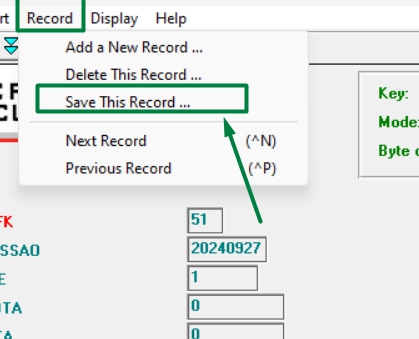 rt Record Display Help
Add a New Record ...
Delete This Record ...
Save This Record ...
Next Record (^N)
Previous Record (^P)
Key:
Mode:
Byte
FK 51
SSAO 20240927
E 1
OTA 0
TA 0